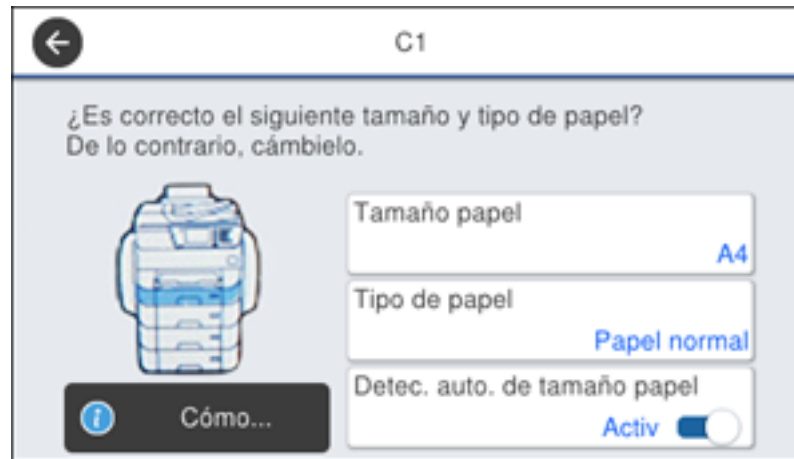 C1
¿Es correcto el siguiente tamaño y tipo de papel?
De lo contrario, cámbielo.
Tamaño papel
A4
Tipo de papel
Papel normal
Detec. auto. de tamaño papel
Activ
i Cómo...